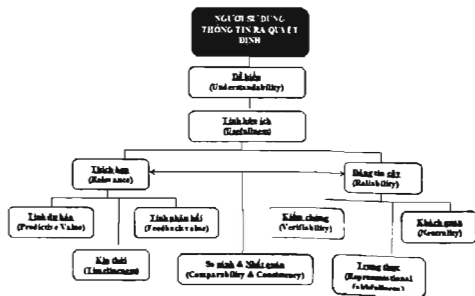 NGƯỜI SỬ DỤNG
THÔNG TIN RA QUYẾT
ĐỊNH
Dễ hiểu
(Understandability)
Tính hữu ích
(Usefulness)
Thích hợp
(Relevance)
Đáng tin cậy
(Reliability)
Tính dự báo
(Predictive Value)
Tính phản hồi
(Feedback value)
Kiểm chứng
(Verifiability)
Khách quan
(Neutrality)
Kịp thời
(Timelinesses)
So sánh & Nhất quán
(Comparability & Consistency)
Trung thực
(Representational
faithfulness)